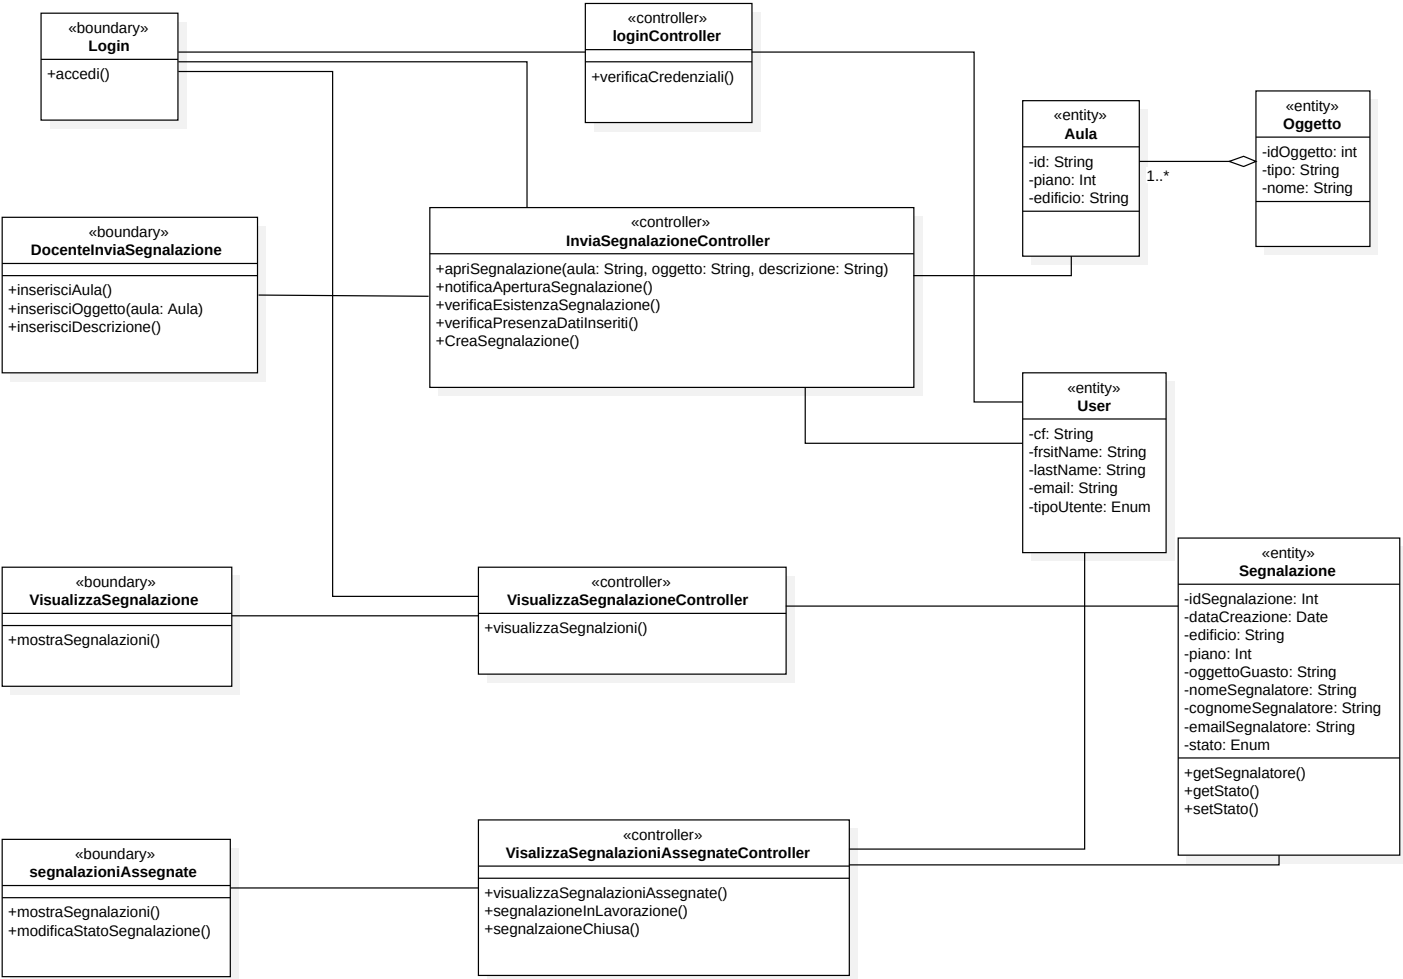 «boundary»
Login
+accedi()
«controller»
loginController
+verificaCredenziali()
«entity»
Aula
-id: String
-piano: Int
-edificio: String
1..*
«entity»
Oggetto
-idOggetto: int
-tipo: String
-nome: String
«boundary»
DocenteInviaSegnalazione
+inserisciAula()
+inserisciOggetto(aula: Aula)
+inserisciDescrizione()
«controller»
InviaSegnalazioneController
+apriSegnalazione(aula: String, oggetto: String, descrizione: String)
+notificaAperturaSegnalazione()
+verificaEsistenzaSegnalazione()
+verificaPresenzaDatiInseriti()
+CreaSegnalazione()
«entity»
User
-cf: String
-frsitName: String
-lastName: String
-email: String
-tipoUtente: Enum
«boundary»
VisualizzaSegnalazione
+mostraSegnalazioni()
«controller»
VisualizzaSegnalazioneController
+visualizzaSegnalzioni()
«entity»
Segnalazione
-idSegnalazione: Int
-dataCreazione: Date
-edificio: String
-piano: Int
-oggettoGuasto: String
-nomeSegnalatore: String
-cognomeSegnalatore: String
-emailSegnalatore: String
-stato: Enum
+getSegnalatore()
+getStato()
+setStato()
«boundary»
segnalazioniAssegnate
+mostraSegnalazioni()
+modificaStatoSegnalazione()
«controller»
VisalizzaSegnalazioniAssegnateController
+visualizzaSegnalazioniAssegnate()
+segnalazioneInLavorazione()
+segnalzaioneChiusa()